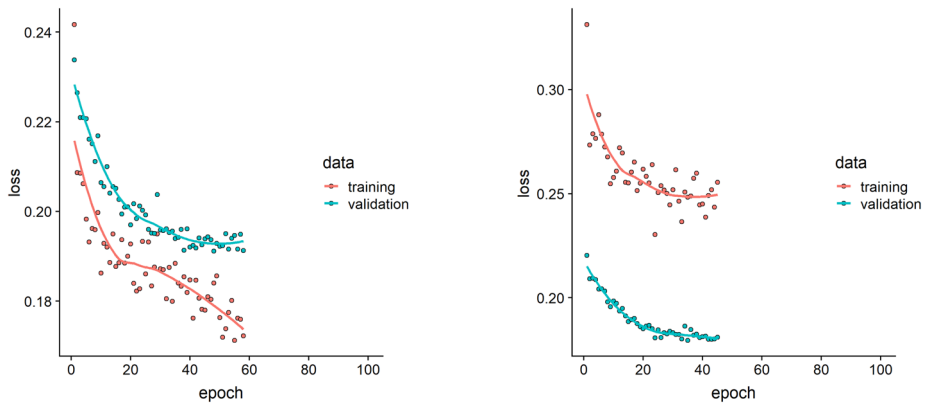 0.24
0.22
0.20
0.18
loss
0 20 40 60 80 100
epoch
data
training
validation
0.30
0.25
0.20
loss
0 20 40 60 80 100
epoch
data
training
validation